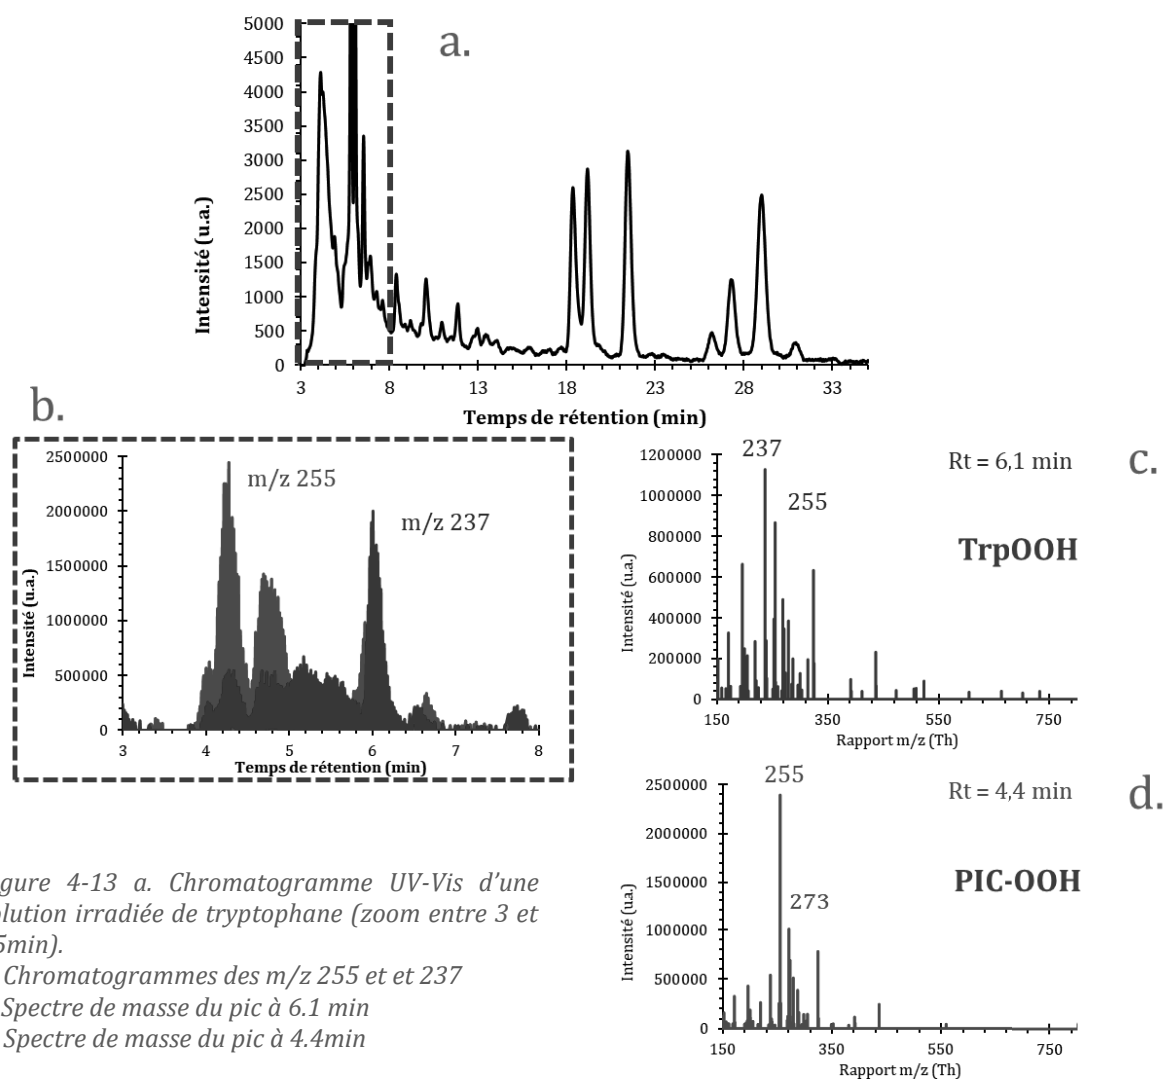 a.
5000
4500
4000
3500
3000
2500
2000
1500
1000
500
0
Intensité (u.a.)
3 8 13 18 23 28 33
Temps de rétention (min)
b.
2500000
2000000
1500000
1000000
500000
0
Intensité (u.a.)
m/z 255
m/z 237
3 4 5 6 7 8
Temps de rétention (min)
c.
Rt = 6,1 min
TrpOOH
237
255
1200000
1000000
800000
600000
400000
200000
0
Intensité (u.a.)
150 350 550 750
Rapport m/z (Th)
d.
Rt = 4,4 min
PIC-OOH
255
273
2500000
2000000
1500000
1000000
500000
0
Intensité (u.a.)
150 350 550 750
Rapport m/z (Th)
gure 4-13 a. Chromatogramme UV-Vis d'une
olution irradiée de tryptophane (zoom entre 3 et
5min).
Chromatogrammes des m/z 255 et et 237
Spectre de masse du pic à 6.1 min
Spectre de masse du pic à 4.4min